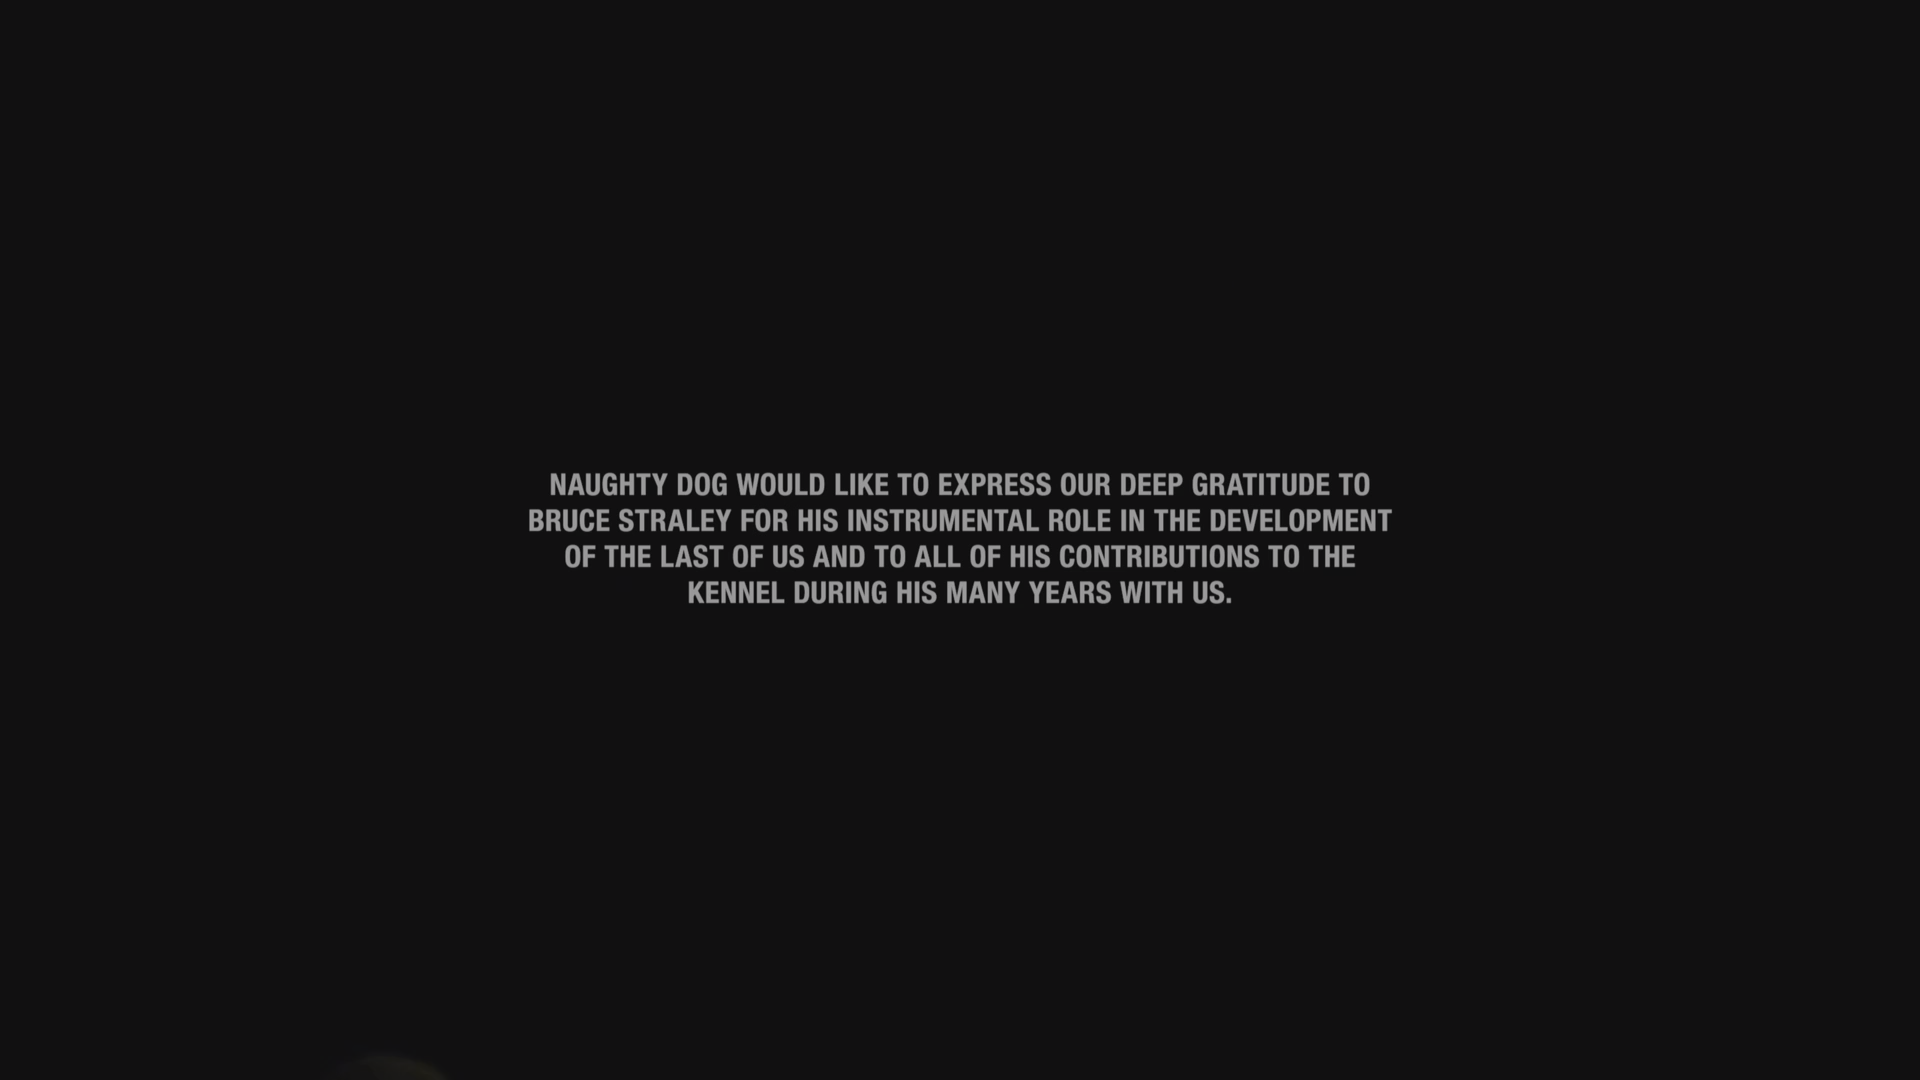 NAUGHTY DOG WOULD LIKE TO EXPRESS OUR DEEP GRATITUDE TO
BRUCE STRALEY FOR HIS INSTRUMENTAL ROLE IN THE DEVELOPMENT
OF THE LAST OF US AND TO ALL OF HIS CONTRIBUTIONS TO THE
KENNEL DURING HIS MANY YEARS WITH US.